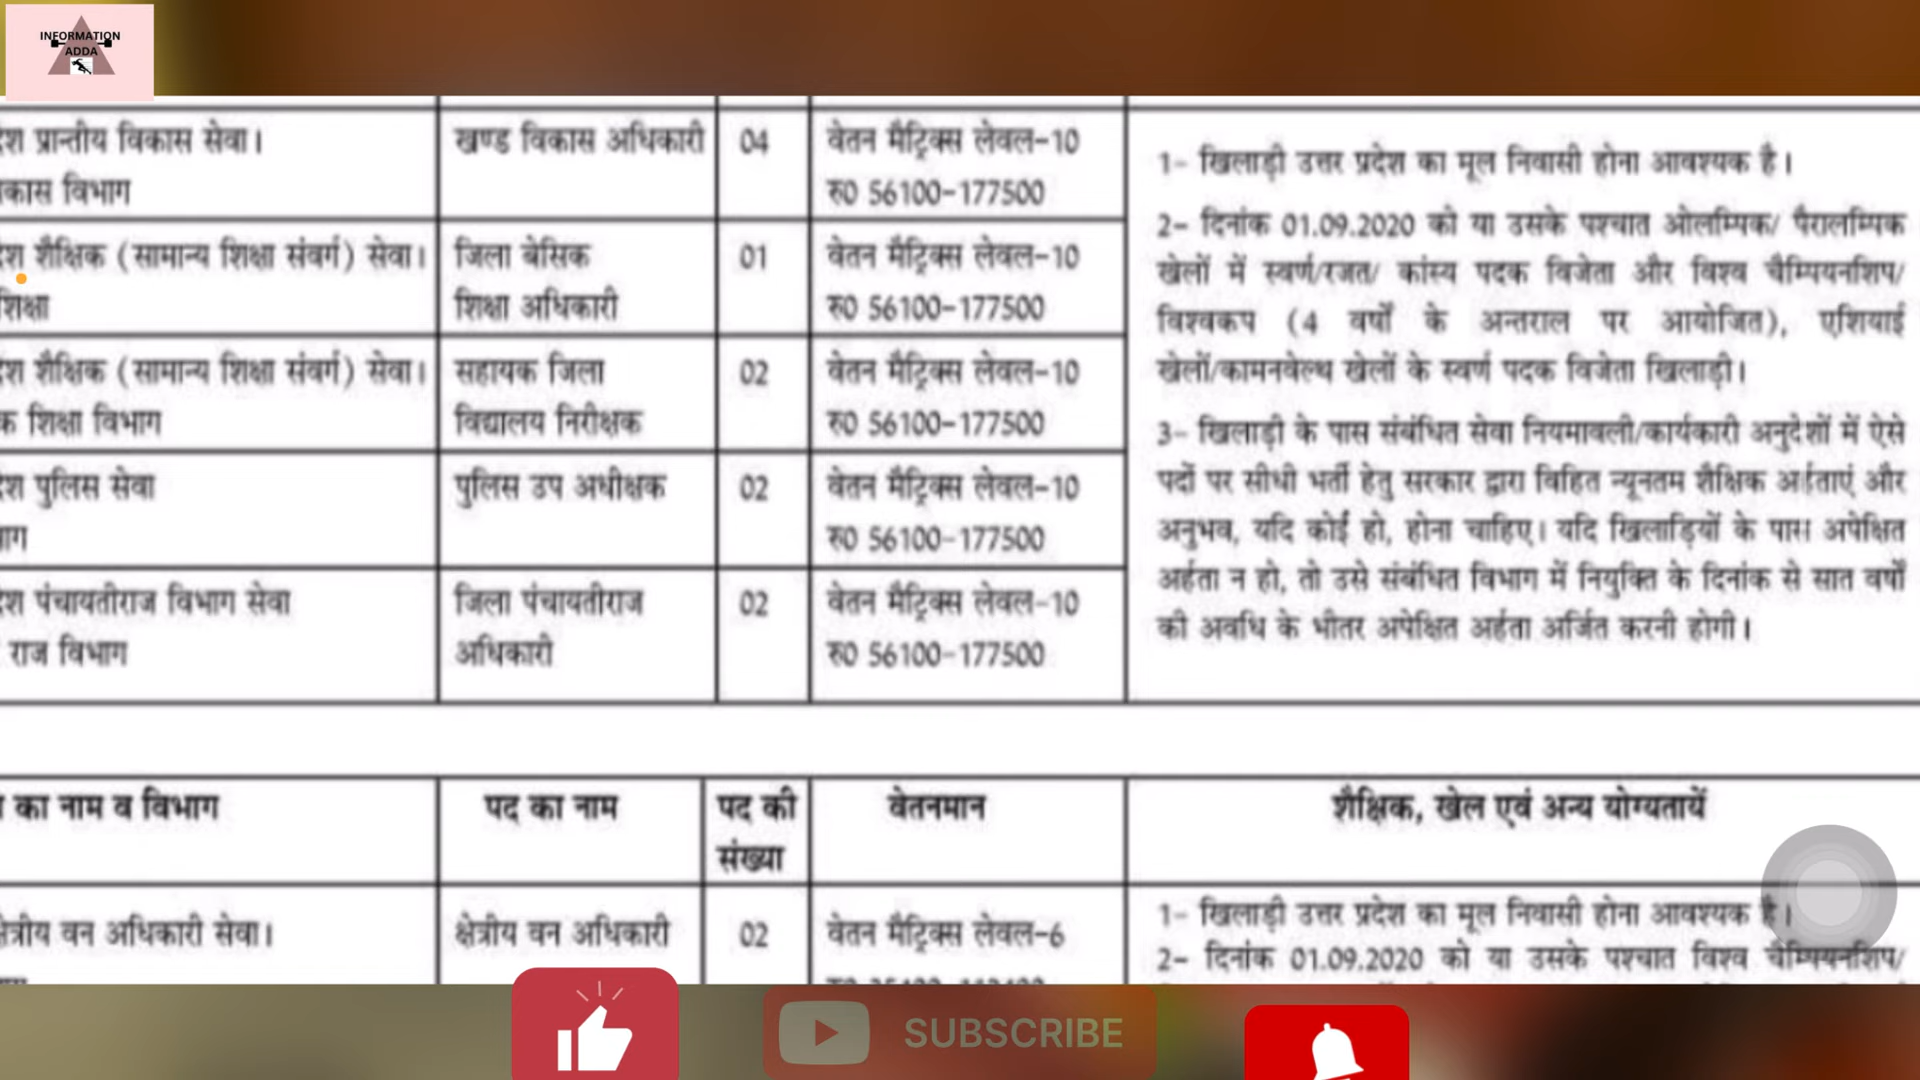 INFORMATION
ADDA
प्रान्तीय विकास सेवा।
विभाग
खण्ड विकास अधिकारी
04
वेतन मैट्रिक्स लेवल-10
रु0 56100-177500
शैक्षिक (सामान्य शिक्षा संवर्ग) सेवा।
शिक्षा
जिला बेसिक
शिक्षा अधिकारी
01
वेतन मैट्रिक्स लेवल-10
रु0 56100-177500
शैक्षिक (सामान्य शिक्षा संवर्ग) सेवा।
शिक्षा विभाग
सहायक जिला
विद्यालय निरीक्षक
02
वेतन मैट्रिक्स लेवल-10
रु0 56100-177500
पुलिस सेवा
पुलिस उप अधीक्षक
02
वेतन मैट्रिक्स लेवल-10
रु0 56100-177500
पंचायतीराज विभाग सेवा
राज विभाग
जिला पंचायतीराज
अधिकारी
02
वेतन मैट्रिक्स लेवल-10
रु0 56100-177500
1- खिलाड़ी उत्तर प्रदेश का मूल निवासी होना आवश्यक है।
2- दिनांक 01.09.2020 को या उसके पश्चात ओलम्पिक/ पैरालम्पिक
खेलों में स्वर्ण/रजत/ कांस्य पदक विजेता और विश्व चैम्पियनशिप/
विश्वकप (4 वर्षों के अन्तराल पर आयोजित), एशियाई
खेलों/कामनवेल्थ खेलों के स्वर्ण पदक विजेता खिलाड़ी।
3- खिलाड़ी के पास संबंधित सेवा नियमावली/कार्यकारी अनुदेशों में ऐसे
पदों पर सीधी भर्ती हेतु सरकार द्वारा विहित न्यूनतम शैक्षिक अर्हताएं और
अनुभव, यदि कोई हो, होना चाहिए। यदि खिलाड़ियों के पास अपेक्षित
अर्हता न हो, तो उसे संबंधित विभाग में नियुक्ति के दिनांक से सात वर्षों
की अवधि के भीतर अपेक्षित अर्हता अर्जित करनी होगी।
का नाम व विभाग
पद का नाम
पद की
संख्या
वेतनमान
शैक्षिक, खेल एवं अन्य योग्यतायें
वन अधिकारी सेवा।
क्षेत्रीय वन अधिकारी
02
वेतन मैट्रिक्स लेवल-6
1- खिलाड़ी उत्तर प्रदेश का मूल निवासी होना आवश्यक है।
2- दिनांक 01.09.2020 को या उसके पश्चात विश्व चैम्पियनशिप/
SUBSCRIBE